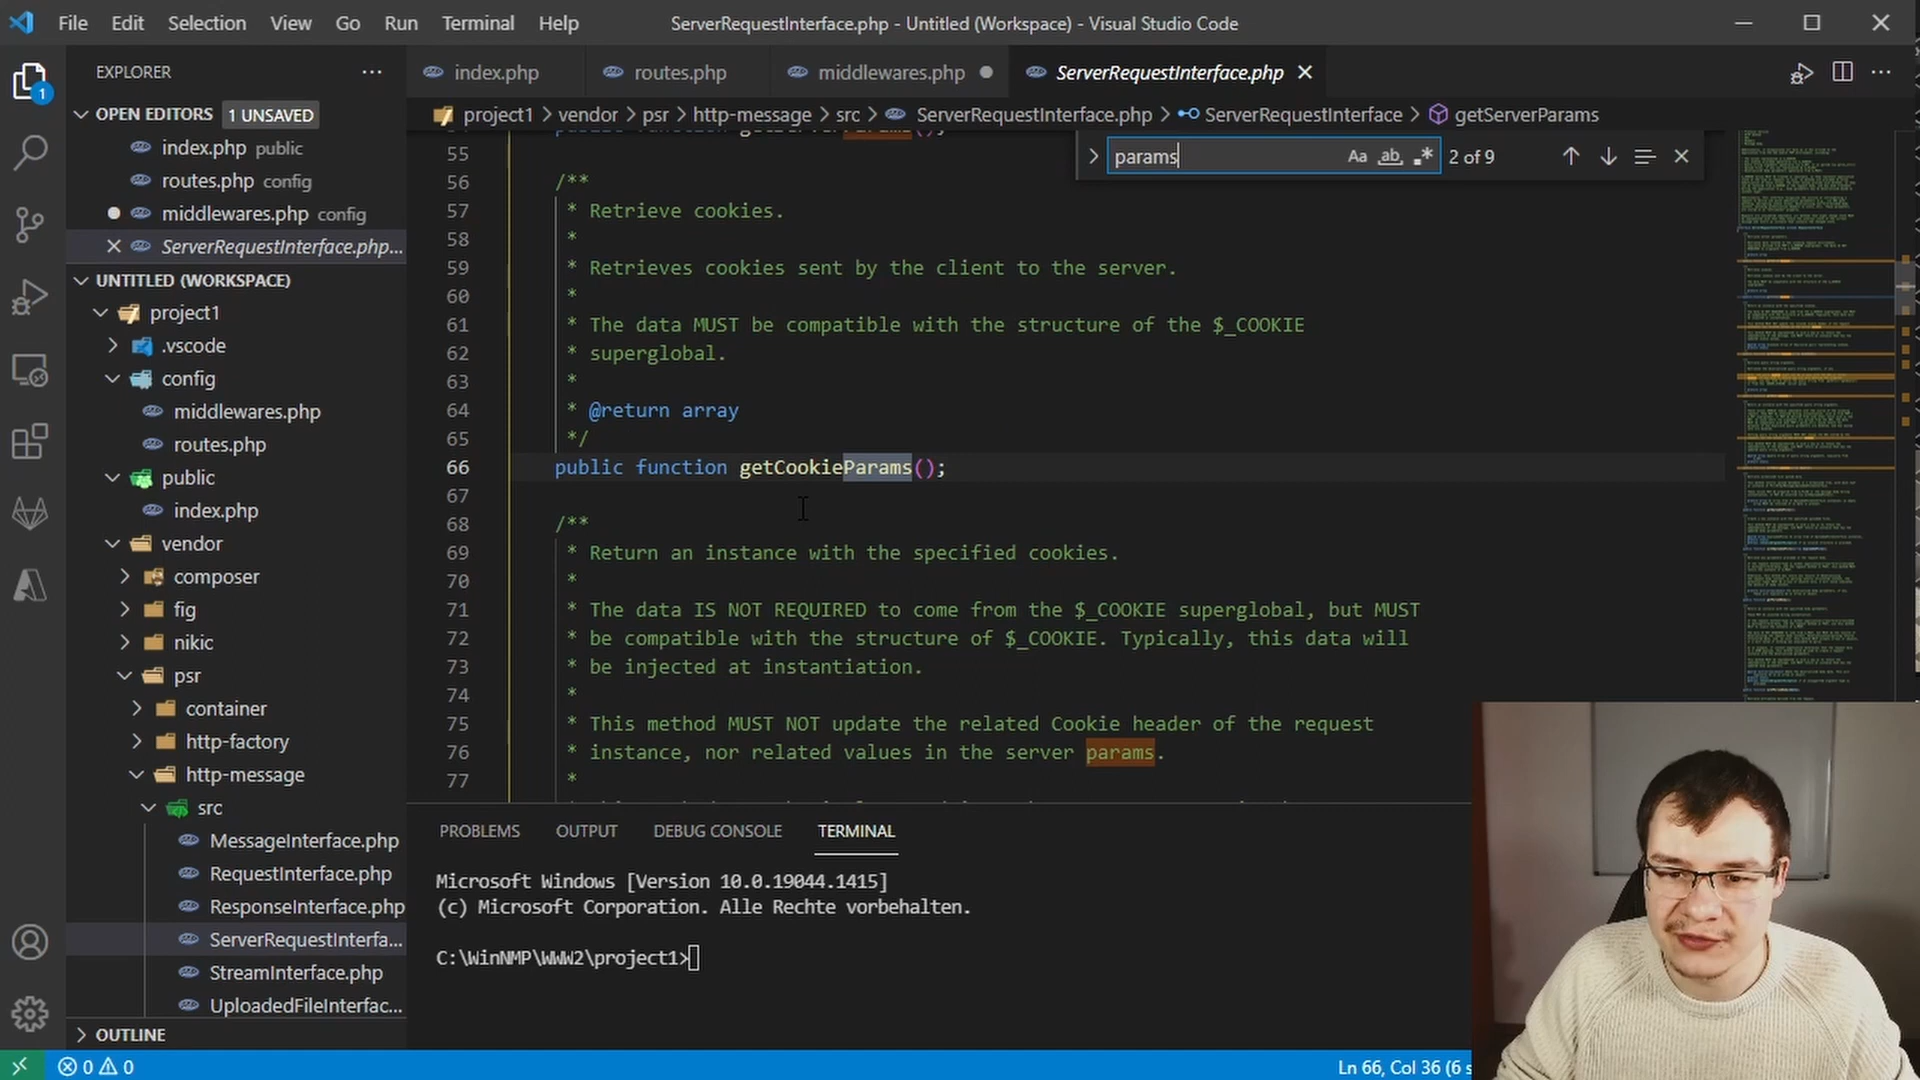 File Edit Selection View Go Run Terminal Help
ServerRequestInterface.php - Untitled (Workspace) - Visual Studio Code
EXPLORER
index.php
routes.php
middlewares.php
ServerRequestInterface.php
1
OPEN EDITORS 1 UNSAVED
index.php public
routes.php config
middlewares.php config
ServerRequestInterface.php...
UNTITLED (WORKSPACE)
project1
.vscode
config
middlewares.php
routes.php
public
index.php
vendor
composer
fig
nikic
psr
container
http-factory
http-message
src
MessageInterface.php
RequestInterface.php
ResponseInterface.php
ServerRequestInterfa...
StreamInterface.php
UploadedFileInterfac...
OUTLINE
project1 > vendor > psr > http-message > src > ServerRequestInterface.php > ServerRequestInterface > getServerParams
params
Aa ab 2 of 9
55
56 /**
57 * Retrieve cookies.
58 *
59 * Retrieves cookies sent by the client to the server.
60 *
61 * The data MUST be compatible with the structure of the $_COOKIE
62 * superglobal.
63 *
64 * @return array
65 */
66 public function getCookieParams();
67
68 /**
69 * Return an instance with the specified cookies.
70 *
71 * The data IS NOT REQUIRED to come from the $_COOKIE superglobal, but MUST
72 * be compatible with the structure of $_COOKIE. Typically, this data will
73 * be injected at instantiation.
74 *
75 * This method MUST NOT update the related Cookie header of the request
76 * instance, nor related values in the server params.
77 *
PROBLEMS OUTPUT DEBUG CONSOLE TERMINAL
Microsoft Windows [Version 10.0.19044.1415]
(c) Microsoft Corporation. Alle Rechte vorbehalten.
C:\WinNMP\WWW2\project1>
0 0
Ln 66, Col 36 (6 s